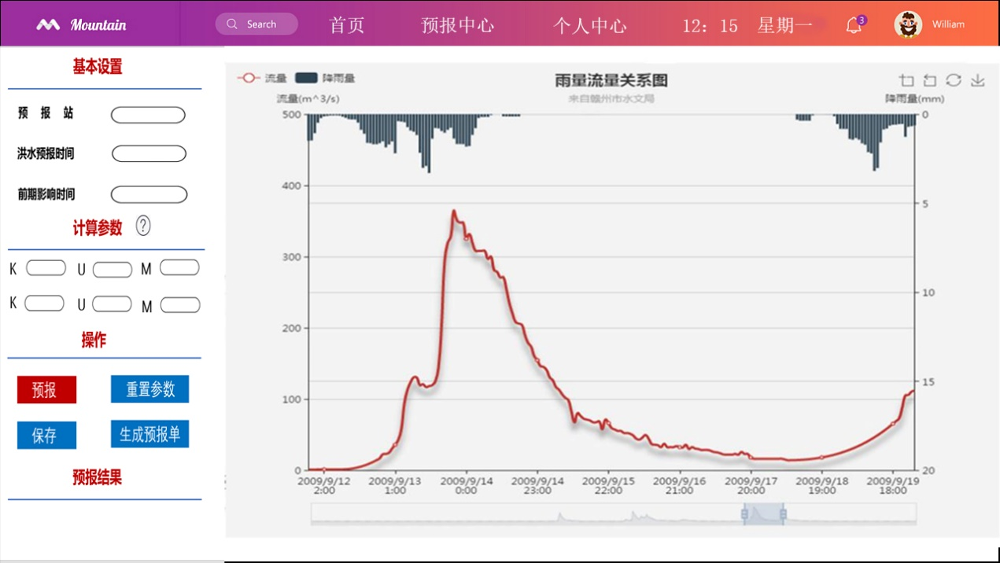 Mountain Search 首页 预报中心 个人中心 12：15 星期一 3 William
基本设置
预 报 站
洪水预报时间
前期影响时间
计算参数 ?
K U M
K U M
操作
预报 重置参数
保存 生成预报单
预报结果
流量 降雨量 雨量流量关系图
流量(m^3/s) 来自赣州市水文局 降雨量(mm)
500 0
400
5
300
10
200
15
100
0 20
2009/9/12 2009/9/13 2009/9/14 2009/9/14 2009/9/15 2009/9/16 2009/9/17 2009/9/18 2009/9/19
2:00 1:00 0:00 23:00 22:00 21:00 20:00 19:00 18:00